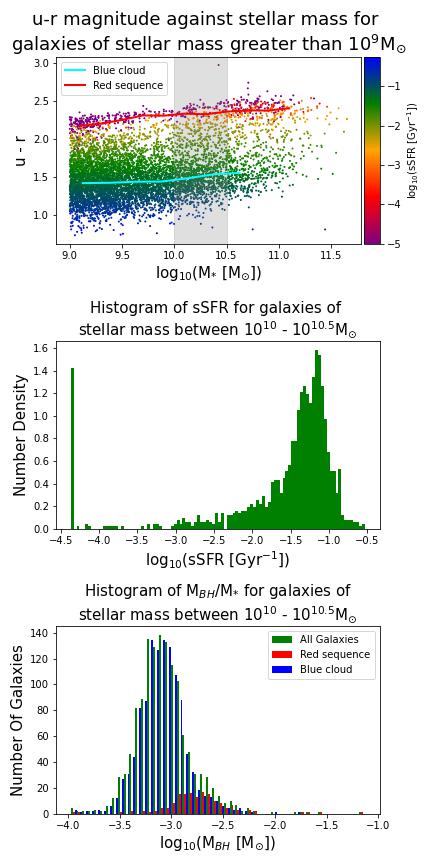 u-r magnitude against stellar mass for
galaxies of stellar mass greater than 10⁹M☉
Blue cloud
Red sequence
3.0
2.5
2.0
1.5
1.0
u - r
9.0 9.5 10.0 10.5 11.0 11.5
log₁₀(M* [M☉])
−1
−2
−3
−4
−5
log₁₀(sSFR [Gyr⁻¹])
Histogram of sSFR for galaxies of
stellar mass between 10¹⁰ - 10¹⁰·⁵M☉
1.6
1.4
1.2
1.0
0.8
0.6
0.4
0.2
0.0
Number Density
−4.5 −4.0 −3.5 −3.0 −2.5 −2.0 −1.5 −1.0 −0.5
log₁₀(sSFR [Gyr⁻¹])
Histogram of M_BH/M* for galaxies of
stellar mass between 10¹⁰ - 10¹⁰·⁵M☉
All Galaxies
Red sequence
Blue cloud
140
120
100
80
60
40
20
0
Number Of Galaxies
−4.0 −3.5 −3.0 −2.5 −2.0 −1.5 −1.0
log₁₀(M_BH [M☉])